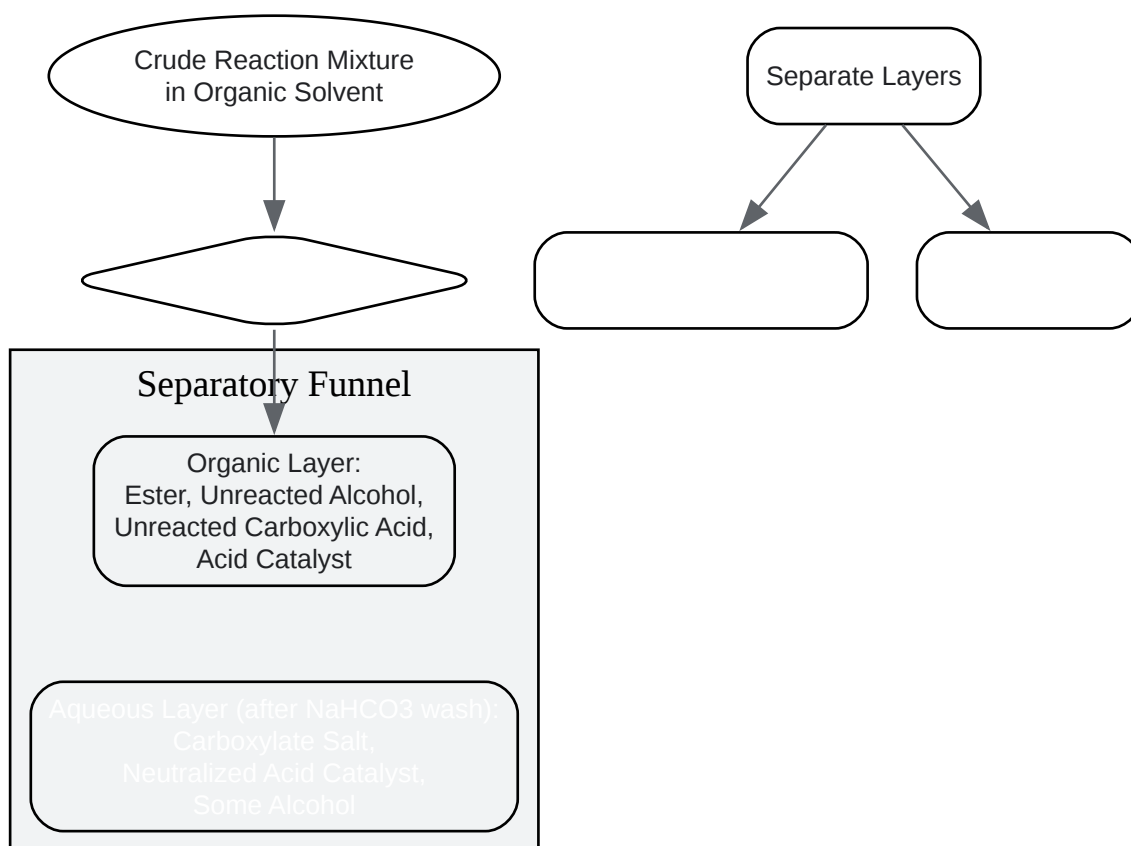 Crude Reaction Mixture
in Organic Solvent
Separate Layers
Separatory Funnel
Organic Layer:
Ester, Unreacted Alcohol,
Unreacted Carboxylic Acid,
Acid Catalyst
Aqueous Layer (after NaHCO3 wash):
Carboxylate Salt,
Neutralized Acid Catalyst,
Some Alcohol